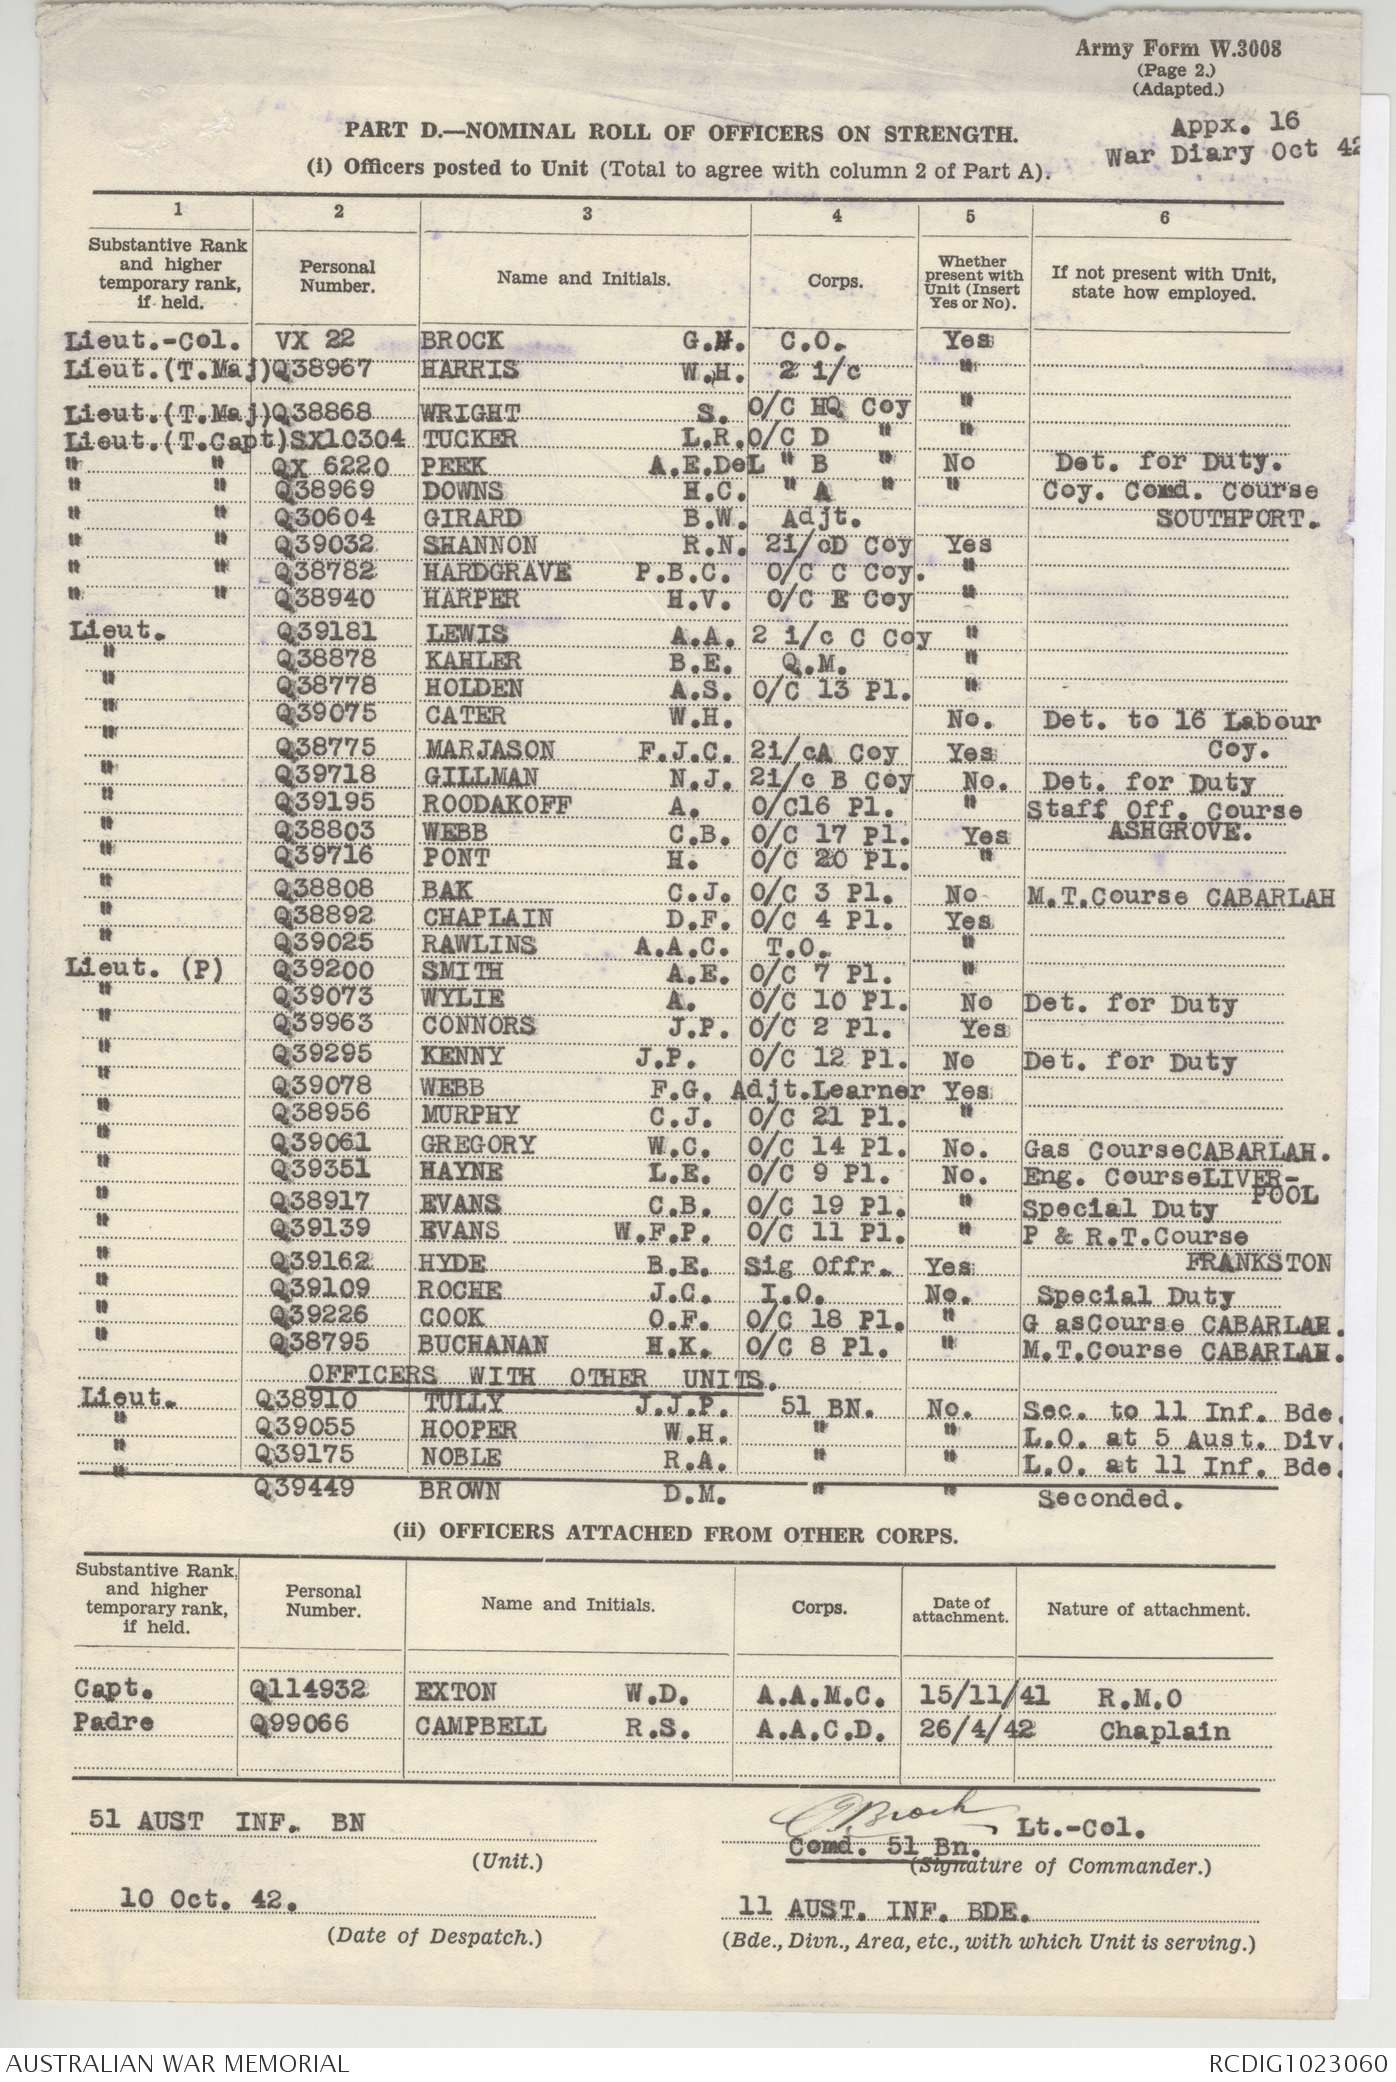 Army Form W.3008
(Page 2.)
(Adapted.)
Appx. 16
War Diary Oct 42
PART D.—NOMINAL ROLL OF OFFICERS ON STRENGTH.
(i) Officers posted to Unit (Total to agree with column 2 of Part A).
1 2 3 4 5 6
Substantive Rank and higher temporary rank, if held. Personal Number. Name and Initials. Corps. Whether present with Unit (Insert Yes or No). If not present with Unit, state how employed.
Lieut.-Col. VX 22 BROCK G.N. C.O. Yes
Lieut.(T.Maj) Q38967 HARRIS W.H. 2 i/c "
Lieut.(T.Maj) Q38868 WRIGHT S. O/C HQ Coy "
Lieut.(T.Capt) SX10304 TUCKER L.R. O/C D " "
" " QX 6220 PEEK A.E.DeL " B " No Det. for Duty.
" " Q38969 DOWNS H.C. " A " " Coy. Comd. Course
" " Q30604 GIRARD B.W. Adjt. SOUTHPORT.
" " Q39032 SHANNON R.N. 2i/cD Coy Yes
" " Q38782 HARDGRAVE P.B.C. O/C C Coy. "
" " Q38940 HARPER H.V. O/C E Coy "
Lieut. Q39181 LEWIS A.A. 2 i/c C Coy "
" Q38878 KAHLER B.E. Q.M. "
" Q38778 HOLDEN A.S. O/C 13 Pl. "
" Q39075 CATER W.H. No. Det. to 16 Labour
Coy.
" Q38775 MARJASON F.J.C. 2i/cA Coy Yes
" Q39718 GILLMAN N.J. 2i/c B Coy No. Det. for Duty
" Q39195 ROODAKOFF A. O/C16 Pl. " Staff Off. Course
ASHGROVE.
" Q38803 WEBB C.B. O/C 17 Pl. Yes
" Q39716 PONT H. O/C 20 Pl. "
" Q38808 BAK C.J. O/C 3 Pl. No M.T.Course CABARLAH
" Q38892 CHAPLAIN D.F. O/C 4 Pl. Yes
" Q39025 RAWLINS A.A.C. T.O. "
Lieut. (P) Q39200 SMITH A.E. O/C 7 Pl. "
" Q39073 WYLIE A. O/C 10 Pl. No Det. for Duty
" Q39963 CONNORS J.P. O/C 2 Pl. Yes
" Q39295 KENNY J.P. O/C 12 Pl. No Det. for Duty
" Q39078 WEBB F.G. Adjt.Learner Yes
" Q38956 MURPHY C.J. O/C 21 Pl. "
" Q39061 GREGORY W.C. O/C 14 Pl. No. Gas CourseCABARLAH.
" Q39351 HAYNE L.E. O/C 9 Pl. No. Eng. CourseLIVER-
POOL
" Q38917 EVANS C.B. O/C 19 Pl. " Special Duty
" Q39139 EVANS W.F.P. O/C 11 Pl. " P & R.T.Course
FRANKSTON
" Q39162 HYDE B.E. Sig Offr. Yes
" Q39109 ROCHE J.C. I.O. No. Special Duty
" Q39226 COOK O.F. O/C 18 Pl. " G asCourse CABARLAH.
" Q38795 BUCHANAN H.K. O/C 8 Pl. " M.T.Course CABARLAH.
OFFICERS WITH OTHER UNITS.
Lieut. Q38910 TULLY J.J.P. 51 BN. No. Sec. to 11 Inf. Bde.
" Q39055 HOOPER W.H. " " L.O. at 5 Aust. Div.
" Q39175 NOBLE R.A. " " L.O. at 11 Inf. Bde.
" Q39449 BROWN D.M. " " Seconded.
(ii) OFFICERS ATTACHED FROM OTHER CORPS.
Substantive Rank, and higher temporary rank, if held. Personal Number. Name and Initials. Corps. Date of attachment. Nature of attachment.
Capt. Q114932 EXTON W.D. A.A.M.C. 15/11/41 R.M.O
Padre Q99066 CAMPBELL R.S. A.A.C.D. 26/4/42 Chaplain
51 AUST INF. BN
(Unit.)
G Brock Lt.-Col.
Comd. 51 Bn.
(Signature of Commander.)
10 Oct. 42.
(Date of Despatch.)
11 AUST. INF. BDE.
(Bde., Divn., Area, etc., with which Unit is serving.)
AUSTRALIAN WAR MEMORIAL
RCDIG1023060